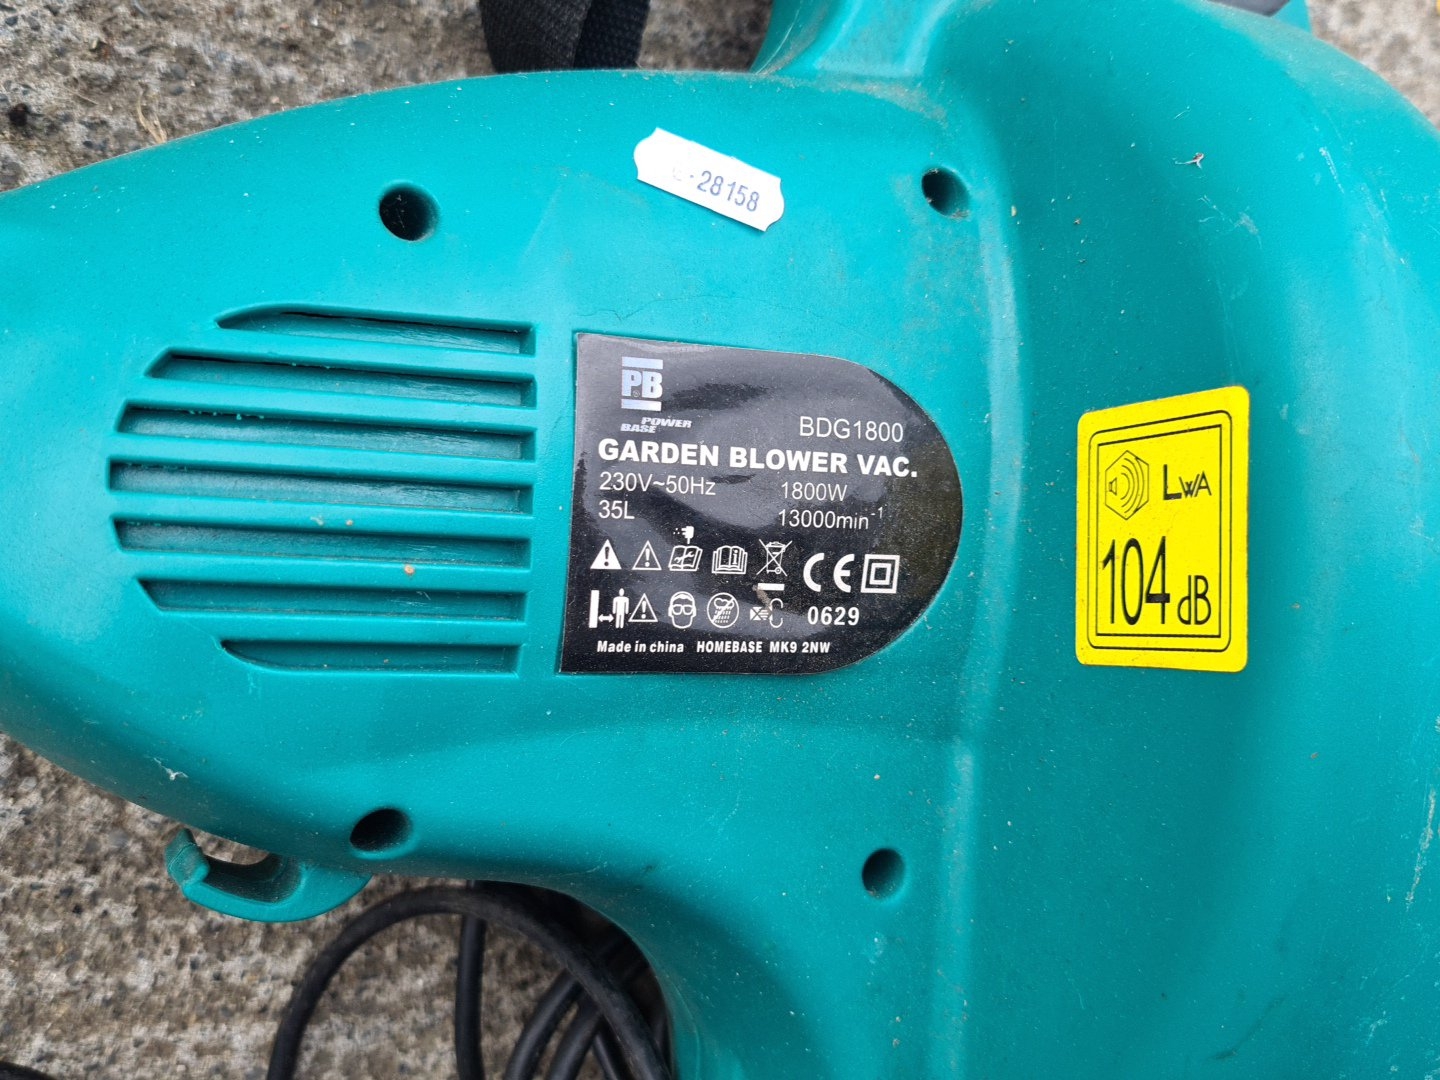 28158
PB
POWER
BASE
BDG1800
GARDEN BLOWER VAC.
230V~50Hz 1800W
35L 13000min⁻¹
CE
0629
Made in china HOMEBASE MK9 2NW
LWA
104 dB